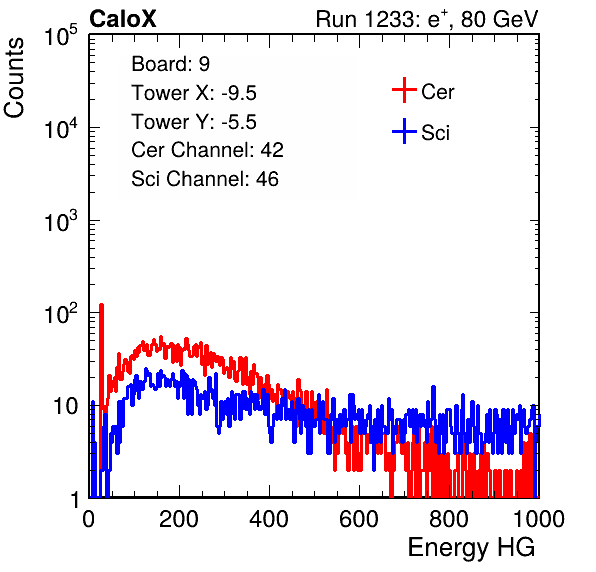 CaloX Run 1233: e⁺, 80 GeV
Counts
Board: 9
Tower X: -9.5
Tower Y: -5.5
Cer Channel: 42
Sci Channel: 46
Cer
Sci
10⁵
10⁴
10³
10²
10
1
0 200 400 600 800 1000
Energy HG